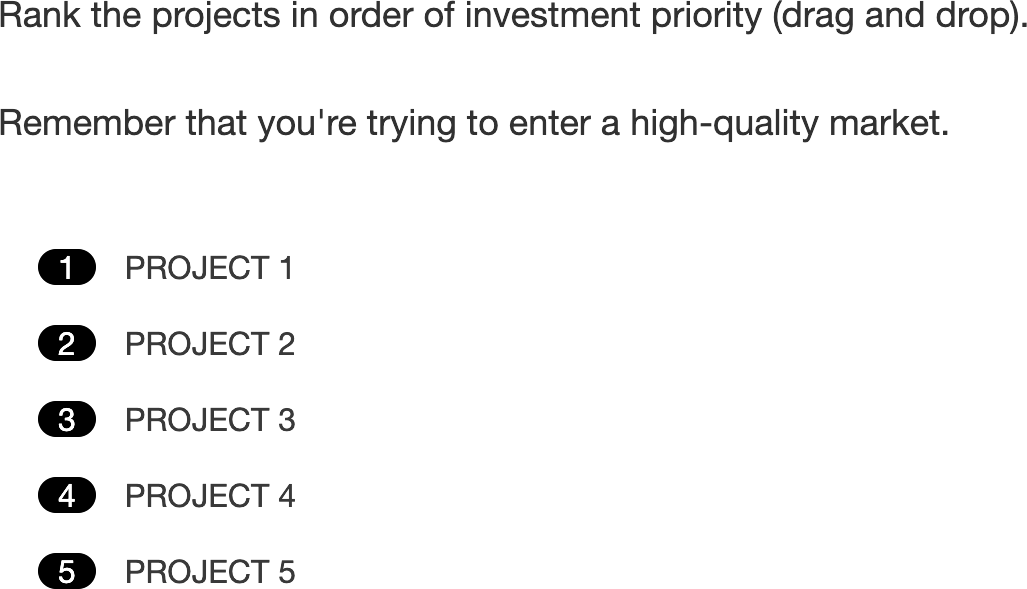 Rank the projects in order of investment priority (drag and drop).
Remember that you're trying to enter a high-quality market.
1 PROJECT 1
2 PROJECT 2
3 PROJECT 3
4 PROJECT 4
5 PROJECT 5